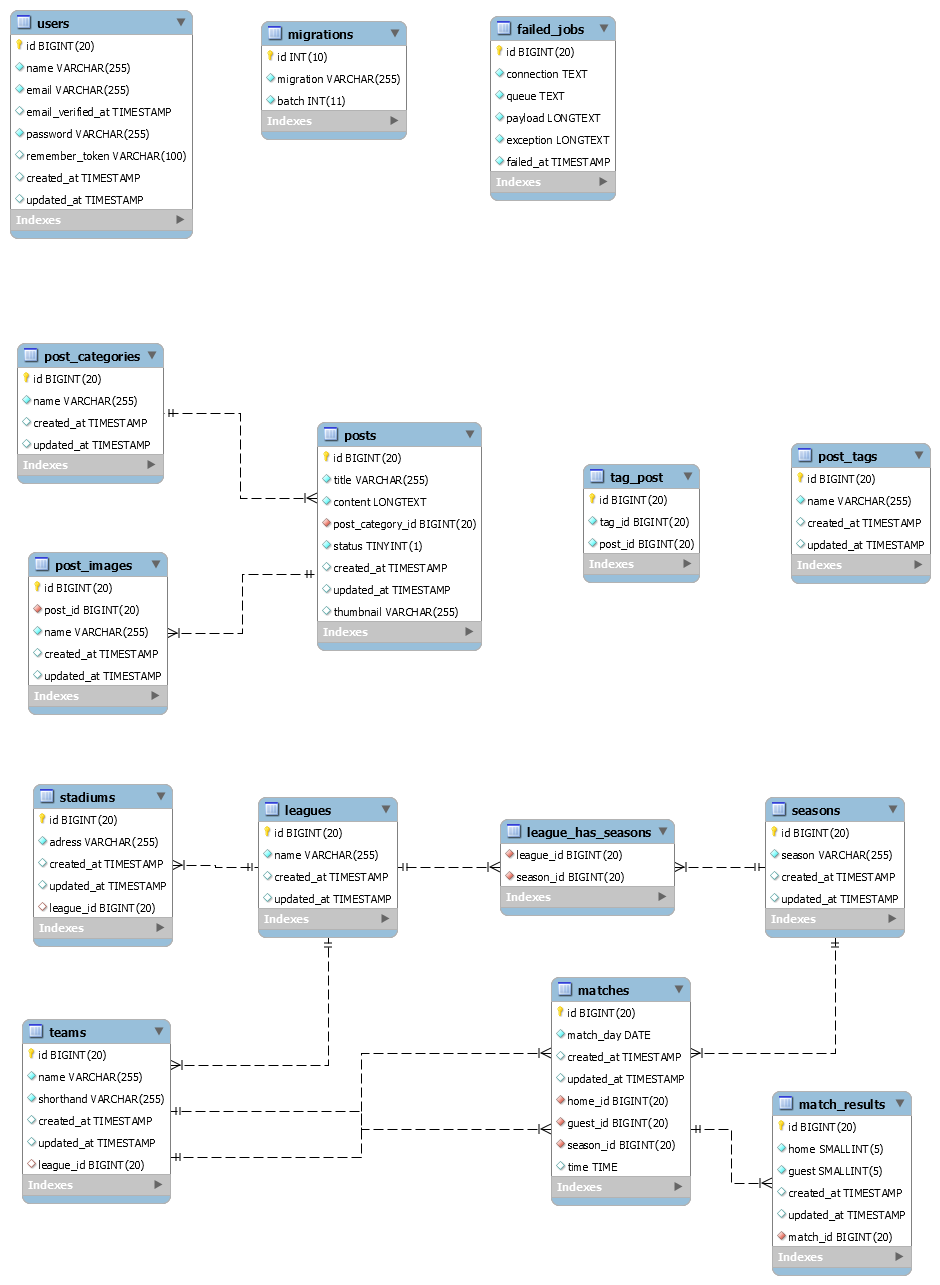 users
id BIGINT(20)
name VARCHAR(255)
email VARCHAR(255)
email_verified_at TIMESTAMP
password VARCHAR(255)
remember_token VARCHAR(100)
created_at TIMESTAMP
updated_at TIMESTAMP
Indexes
migrations
id INT(10)
migration VARCHAR(255)
batch INT(11)
Indexes
failed_jobs
id BIGINT(20)
connection TEXT
queue TEXT
payload LONGTEXT
exception LONGTEXT
failed_at TIMESTAMP
Indexes
post_categories
id BIGINT(20)
name VARCHAR(255)
created_at TIMESTAMP
updated_at TIMESTAMP
Indexes
posts
id BIGINT(20)
title VARCHAR(255)
content LONGTEXT
post_category_id BIGINT(20)
status TINYINT(1)
created_at TIMESTAMP
updated_at TIMESTAMP
thumbnail VARCHAR(255)
Indexes
tag_post
id BIGINT(20)
tag_id BIGINT(20)
post_id BIGINT(20)
Indexes
post_tags
id BIGINT(20)
name VARCHAR(255)
created_at TIMESTAMP
updated_at TIMESTAMP
Indexes
post_images
id BIGINT(20)
post_id BIGINT(20)
name VARCHAR(255)
created_at TIMESTAMP
updated_at TIMESTAMP
Indexes
stadiums
id BIGINT(20)
adress VARCHAR(255)
created_at TIMESTAMP
updated_at TIMESTAMP
league_id BIGINT(20)
Indexes
leagues
id BIGINT(20)
name VARCHAR(255)
created_at TIMESTAMP
updated_at TIMESTAMP
Indexes
league_has_seasons
league_id BIGINT(20)
season_id BIGINT(20)
Indexes
seasons
id BIGINT(20)
season VARCHAR(255)
created_at TIMESTAMP
updated_at TIMESTAMP
Indexes
teams
id BIGINT(20)
name VARCHAR(255)
shorthand VARCHAR(255)
created_at TIMESTAMP
updated_at TIMESTAMP
league_id BIGINT(20)
Indexes
matches
id BIGINT(20)
match_day DATE
created_at TIMESTAMP
updated_at TIMESTAMP
home_id BIGINT(20)
guest_id BIGINT(20)
season_id BIGINT(20)
time TIME
Indexes
match_results
id BIGINT(20)
home SMALLINT(5)
guest SMALLINT(5)
created_at TIMESTAMP
updated_at TIMESTAMP
match_id BIGINT(20)
Indexes